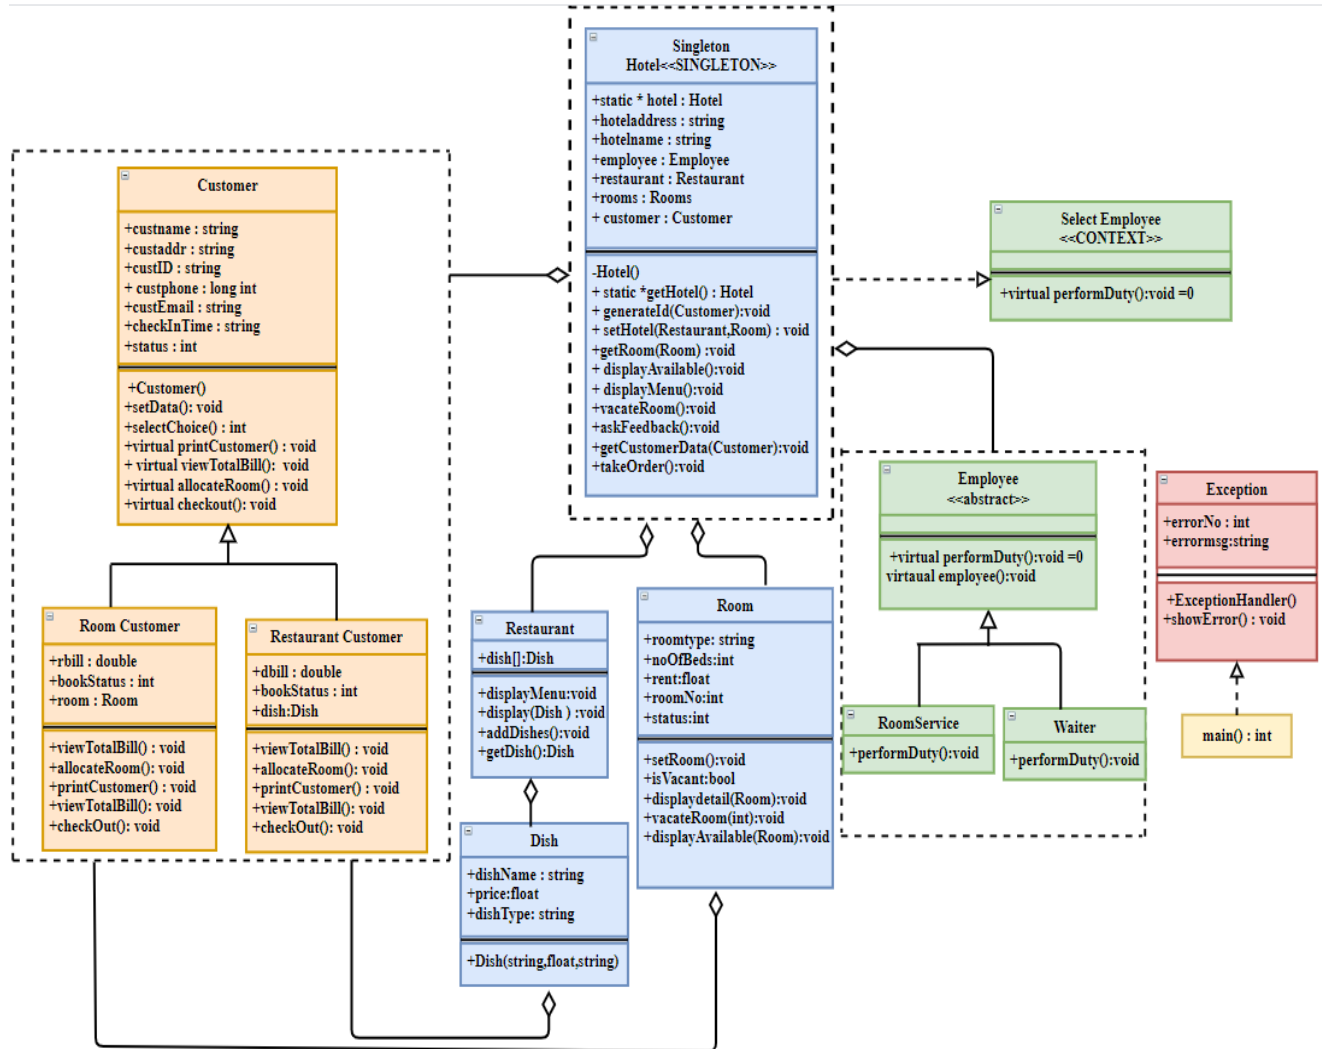 Singleton
Hotel<<SINGLETON>>
+static * hotel : Hotel
+hoteladdress : string
+hotelname : string
+employee : Employee
+restaurant : Restaurant
+rooms : Rooms
+ customer : Customer
-Hotel()
+ static *getHotel() : Hotel
+ generateId(Customer):void
+ setHotel(Restaurant,Room) : void
+getRoom(Room) :void
+ displayAvailable():void
+ displayMenu():void
+vacateRoom():void
+askFeedback():void
+getCustomerData(Customer):void
+takeOrder():void
Customer
+custname : string
+custaddr : string
+custID : string
+ custphone : long int
+custEmail : string
+checkInTime : string
+status : int
+Customer()
+setData(): void
+selectChoice() : int
+virtual printCustomer() : void
+ virtual viewTotalBill():  void
+virtual allocateRoom() : void
+virtual checkout(): void
Select Employee
<<CONTEXT>>
+virtual performDuty():void =0
Employee
<<abstract>>
+virtual performDuty():void =0
virtaual employee():void
Exception
+errorNo : int
+errormsg:string
+ExceptionHandler()
+showError() : void
Room Customer
+rbill : double
+bookStatus : int
+room : Room
+viewTotalBill() : void
+allocateRoom(): void
+printCustomer() : void
+viewTotalBill() : void
+checkOut(): void
Restaurant Customer
+dbill : double
+bookStatus : int
+dish:Dish
+viewTotalBill() : void
+allocateRoom(): void
+printCustomer() : void
+viewTotalBill() : void
+checkOut(): void
Restaurant
+dish[]:Dish
+displayMenu:void
+display(Dish ) :void
+addDishes():void
+getDish():Dish
Room
+roomtype: string
+noOfBeds:int
+rent:float
+roomNo:int
+status:int
+setRoom():void
+isVacant:bool
+displaydetail(Room):void
+vacateRoom(int):void
+displayAvailable(Room):void
RoomService
+performDuty():void
Waiter
+performDuty():void
main() : int
Dish
+dishName : string
+price:float
+dishType: string
+Dish(string,float,string)